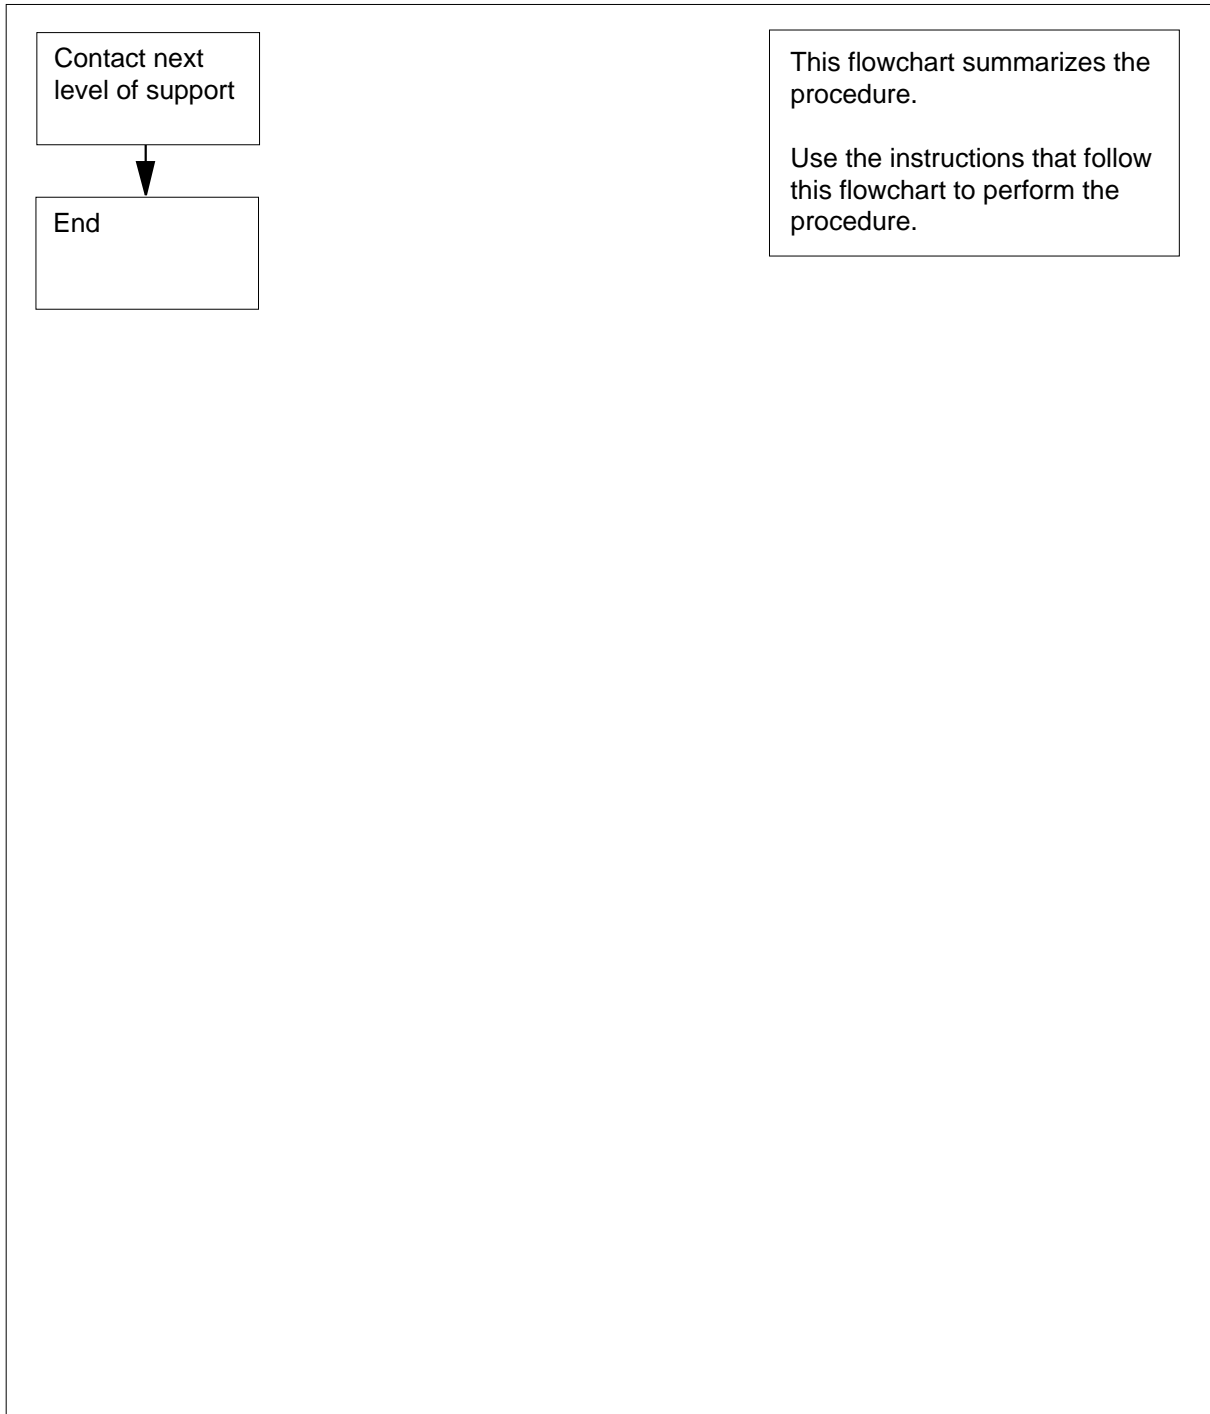 Contact next
level of support
End
This flowchart summarizes the
procedure.
Use the instructions that follow
this flowchart to perform the
procedure.